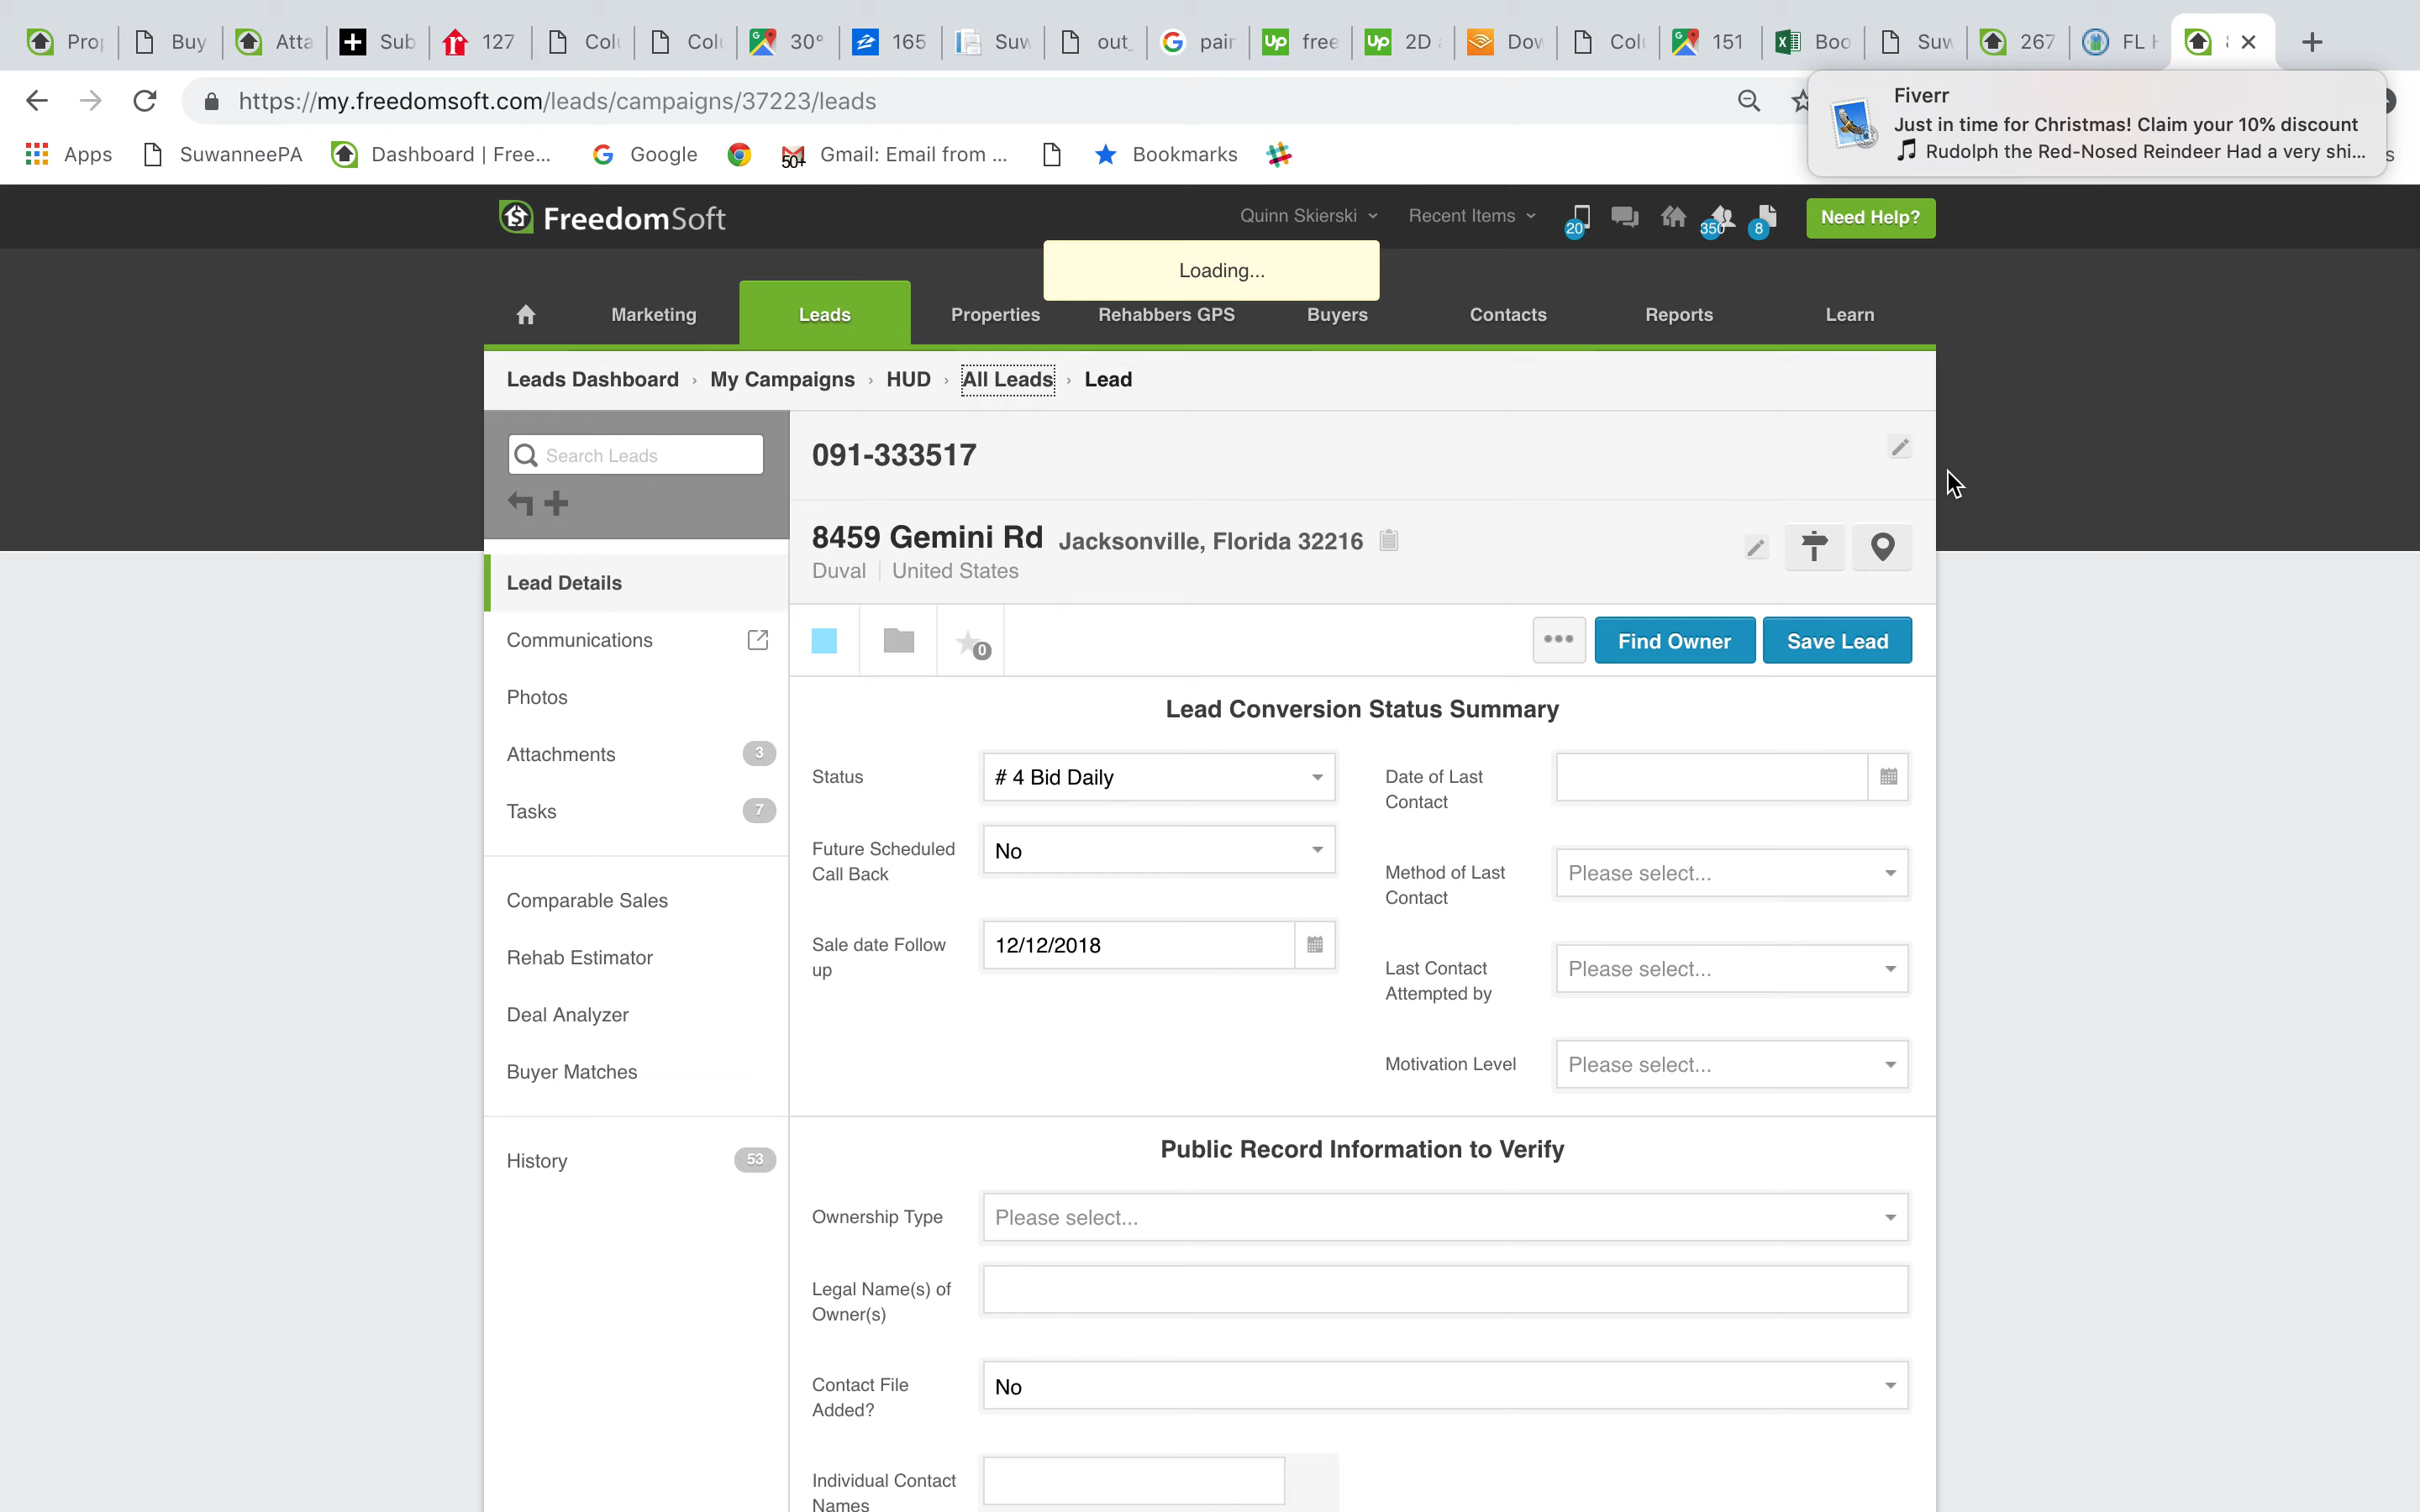 Prop
Buy
Atta
Sub
127
Colu
Colu
30°
165
Suw
out_
pair
free
2D
Dow
Colu
151
Boo
Suw
267
FL H
https://my.freedomsoft.com/leads/campaigns/37223/leads
Fiverr
Just in time for Christmas! Claim your 10% discount
Rudolph the Red-Nosed Reindeer Had a very shi...
Apps
SuwanneePA
Dashboard | Free...
Google
50+
Gmail: Email from ...
Bookmarks
FreedomSoft
Quinn Skierski
Recent Items
20
350
8
Need Help?
Loading...
Marketing
Leads
Properties
Rehabbers GPS
Buyers
Contacts
Reports
Learn
Leads Dashboard › My Campaigns › HUD › All Leads › Lead
Search Leads
091-333517
8459 Gemini Rd Jacksonville, Florida 32216
Duval | United States
Lead Details
Communications
Photos
Attachments 3
Tasks 7
Comparable Sales
Rehab Estimator
Deal Analyzer
Buyer Matches
History 53
0
Find Owner
Save Lead
Lead Conversion Status Summary
Status
# 4 Bid Daily
Future Scheduled
Call Back
No
Sale date Follow
up
12/12/2018
Date of Last
Contact
Method of Last
Contact
Please select...
Last Contact
Attempted by
Please select...
Motivation Level
Please select...
Public Record Information to Verify
Ownership Type
Please select...
Legal Name(s) of
Owner(s)
Contact File
Added?
No
Individual Contact
Names